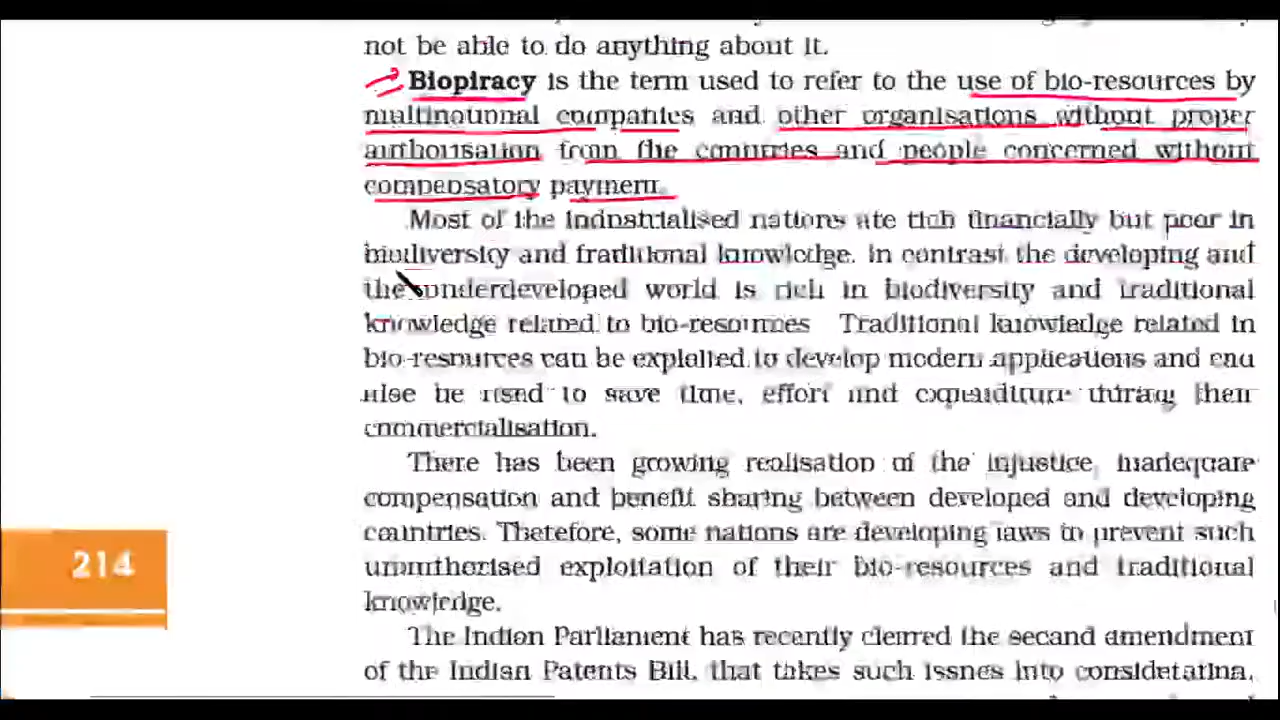 not be able to do anything about it.
Biopiracy is the term used to refer to the use of bio-resources by
multinational companies and other organisations without proper
authorisation from the countries and people concerned without
compensatory payment.
Most of the industrialised nations are rich financially but poor in
biodiversity and traditional knowledge. In contrast the developing and
the underdeveloped world is rich in biodiversity and traditional
knowledge related to bio-resources. Traditional knowledge related to
bio-resources can be exploited to develop modern applications and can
also be used to save time, effort and expenditure during their
commercialisation.
There has been growing realisation of the injustice, inadequate
compensation and benefit sharing between developed and developing
countries. Therefore, some nations are developing laws to prevent such
unauthorised exploitation of their bio-resources and traditional
knowledge.
214
The Indian Parliament has recently cleared the second amendment
of the Indian Patents Bill, that takes such issues into consideration,